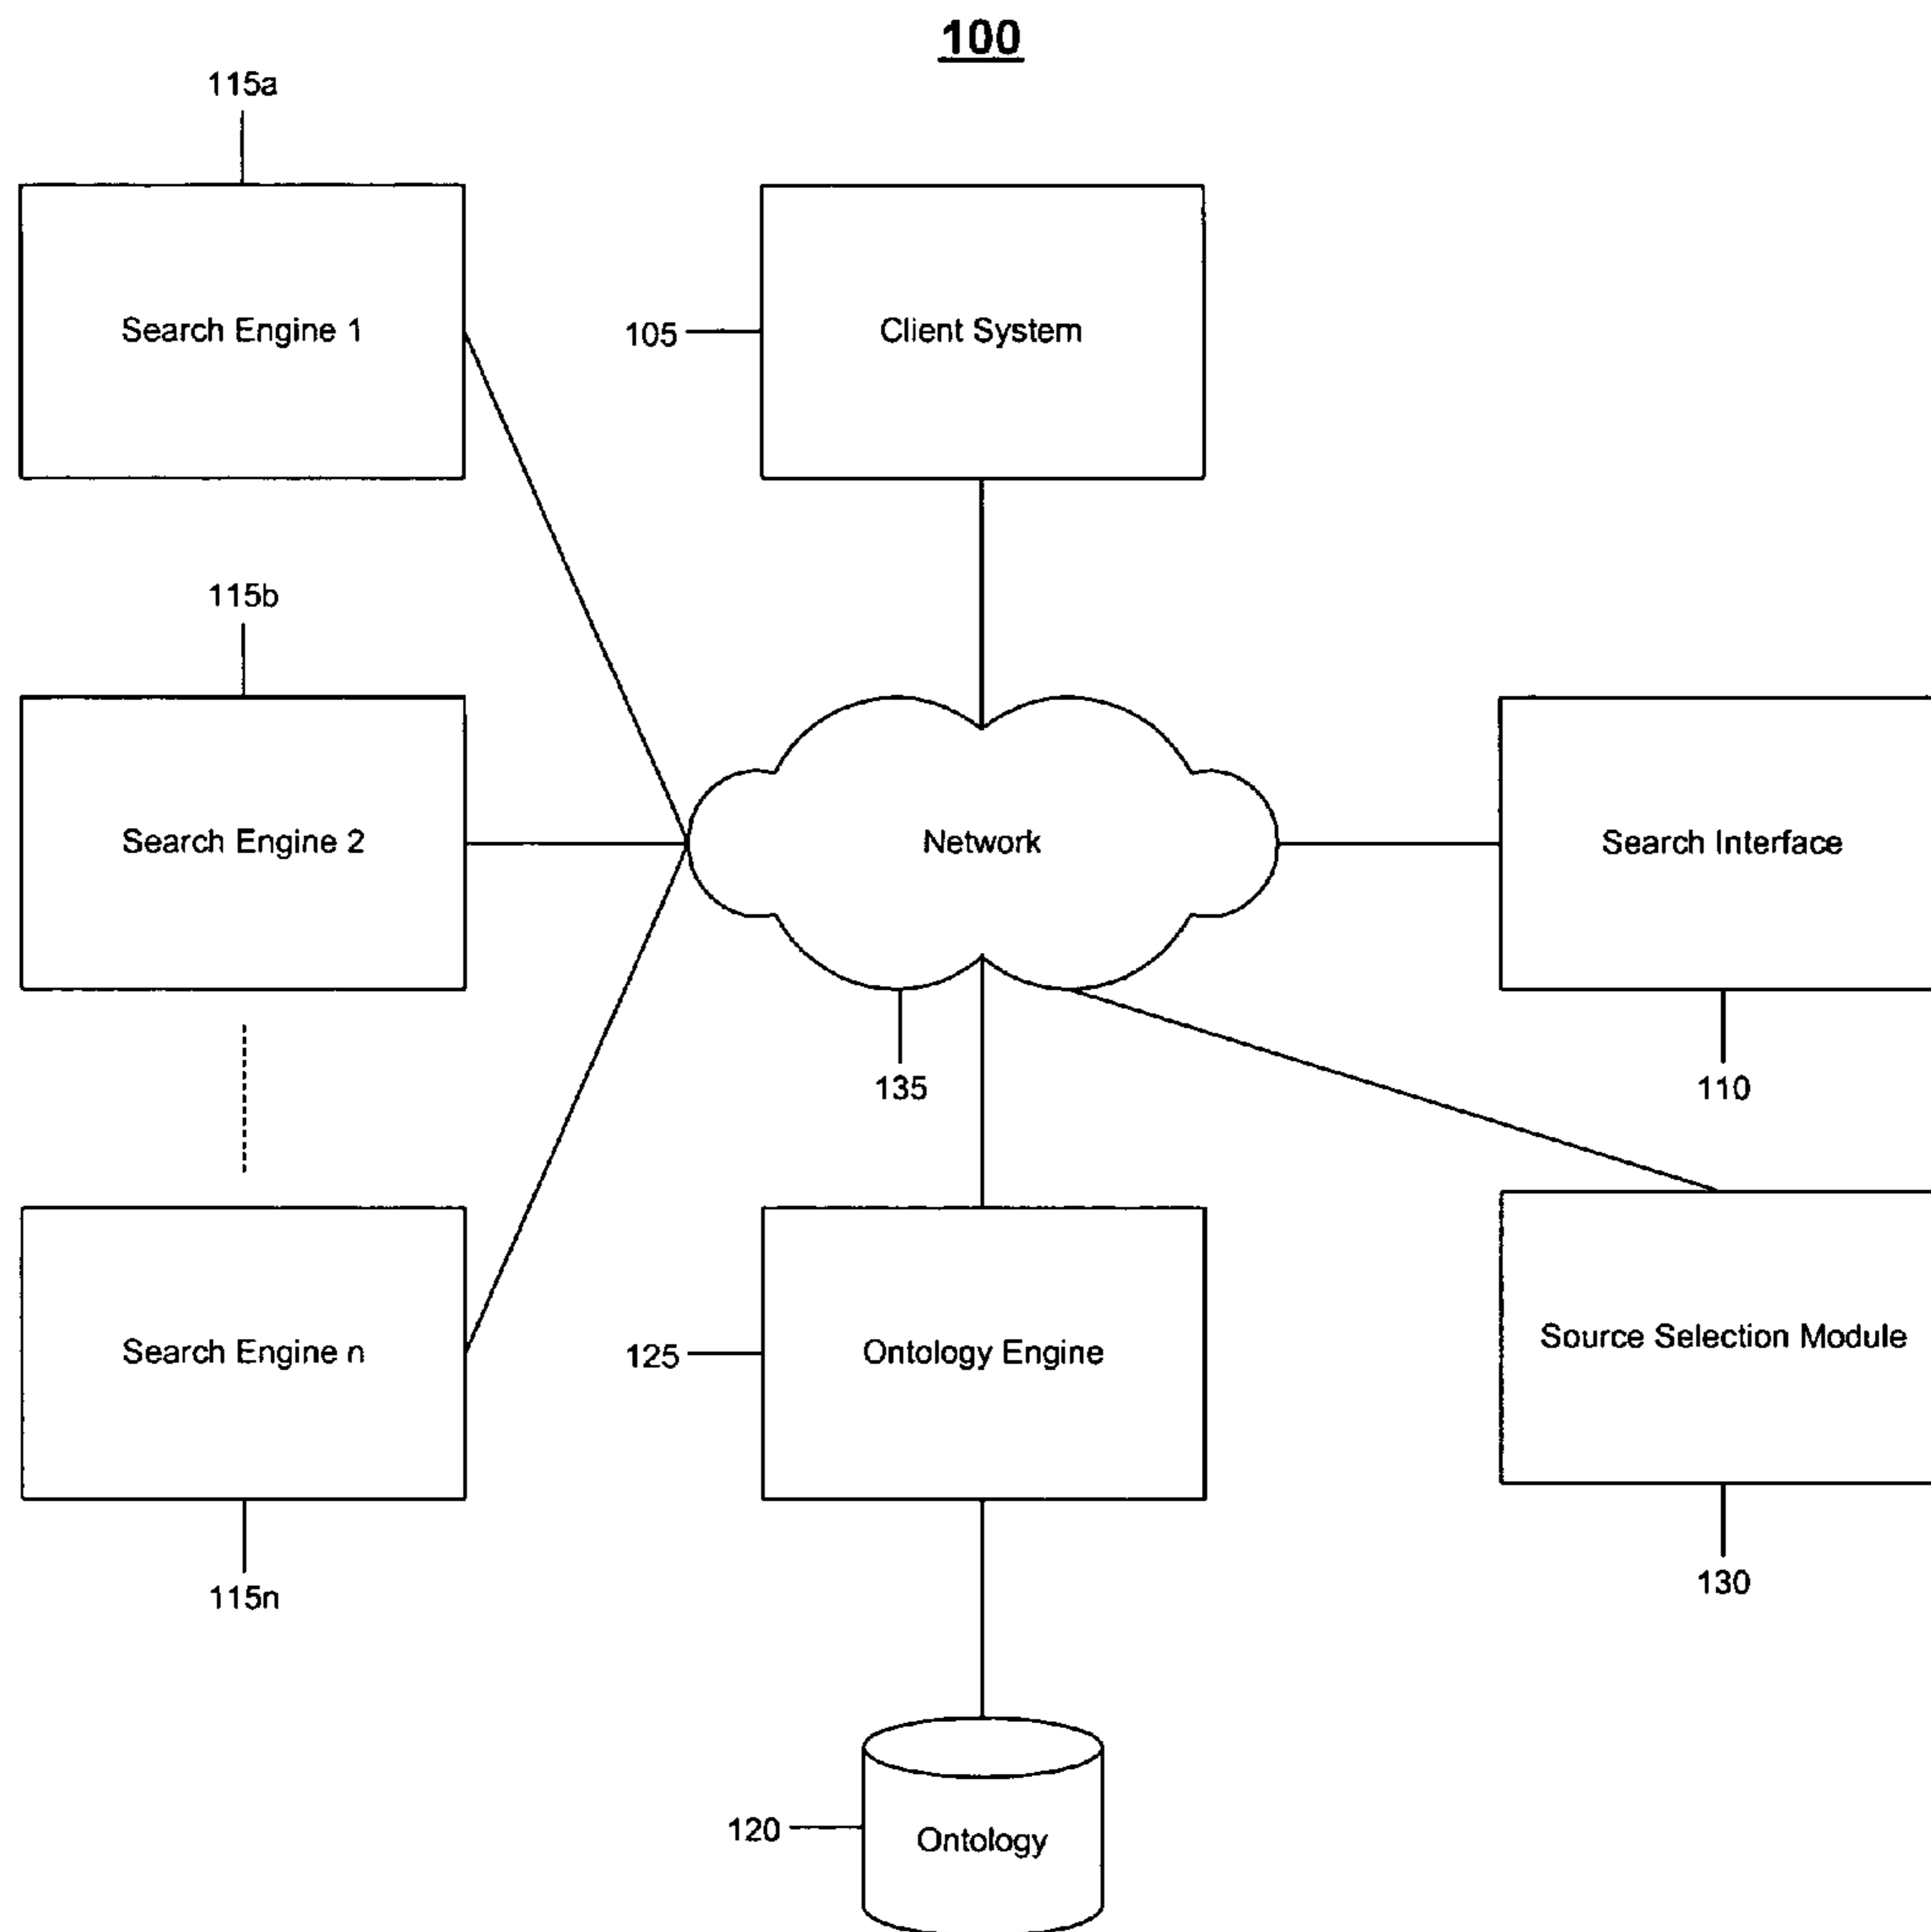 100
115a
Search Engine 1
105
Client System
115b
Search Engine 2
Network
Search Interface
135
110
Search Engine n
125
Ontology Engine
Source Selection Module
115n
130
120
Ontology